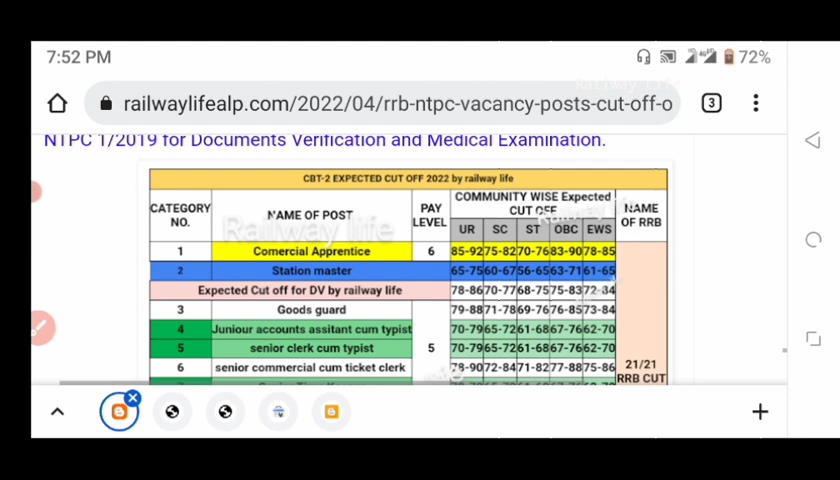 7:52 PM
72%
Railway Life
railwaylifealp.com/2022/04/rrb-ntpc-vacancy-posts-cut-off-o
3
NTPC 1/2019 for Documents Verification and Medical Examination.
CBT-2 EXPECTED CUT OFF 2022 by railway life
CATEGORY NO. NAME OF POST PAY LEVEL COMMUNITY WISE Expected CUT OFF NAME OF RRB
UR SC ST OBC EWS
Railway life
1 Comercial Apprentice 6 85-92 75-82 70-76 83-90 78-85
2 Station master 65-75 60-67 56-65 63-71 61-65
Expected Cut off for DV by railway life 78-86 70-77 68-75 75-83 72-84
3 Goods guard 79-88 71-78 69-76 76-85 73-84
4 Juniour accounts assitant cum typist 70-79 65-72 61-68 67-76 62-70
5 senior clerk cum typist 5 70-79 65-72 61-68 67-76 62-70
6 senior commercial cum ticket clerk 78-90 72-84 71-82 77-88 75-86
21/21
RRB CUT